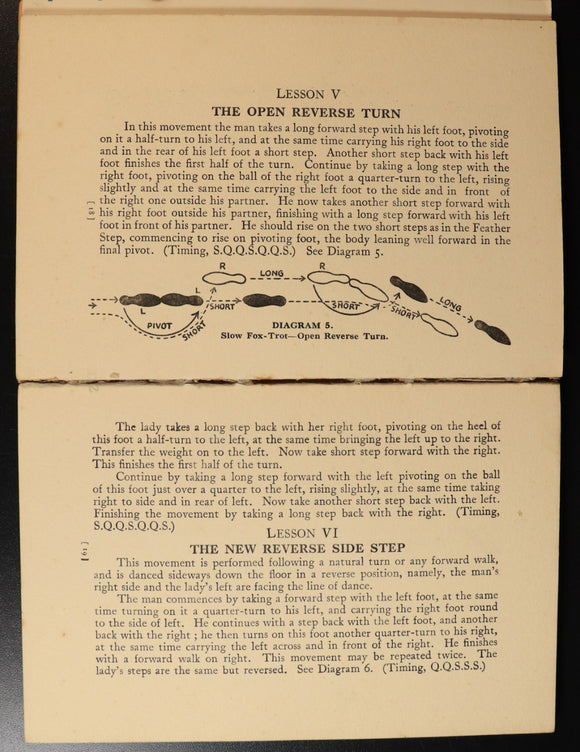 LESSON V
THE OPEN REVERSE TURN
In this movement the man takes a long forward step with his left foot, pivoting
on it a half-turn to his left, and at the same time carrying his right foot to the side
and in the rear of his left foot a short step. Another short step back with his left
foot finishes the first half of the turn. Continue by taking a long step with the
right foot, pivoting on the ball of the right foot a quarter-turn to the left, rising
slightly and at the same time carrying the left foot to the side and in front of
the right one outside his partner. He now takes another short step forward with
his right foot outside his partner, finishing with a long step forward with his left
foot in front of his partner. He should rise on the two short steps as in the Feather
Step, commencing to rise on pivoting foot, the body leaning well forward in the
final pivot. (Timing, S.Q.Q.S.Q.Q.S.) See Diagram 5.
[ 18 ]
R
LONG
R
L
L
SHORT
SHORT
SHORT
LONG
PIVOT
SHORT
DIAGRAM 5.
Slow Fox-Trot—Open Reverse Turn.
The lady takes a long step back with her right foot, pivoting on the heel of
this foot a half-turn to the left, at the same time bringing the left up to the right.
Transfer the weight on to the left. Now take short step forward with the right.
This finishes the first half of the turn.
Continue by taking a long step forward with the left pivoting on the ball
of this foot just over a quarter to the left, rising slightly, at the same time taking
right to side and in rear of left. Now take another short step back with the left.
Finishing the movement by taking a long step back with the right. (Timing,
S.Q.Q.S.Q.Q.S.)
[ 19 ]
LESSON VI
THE NEW REVERSE SIDE STEP
This movement is performed following a natural turn or any forward walk,
and is danced sideways down the floor in a reverse position, namely, the man's
right side and the lady's left are facing the line of dance.
The man commences by taking a forward step with the left foot, at the same
time turning on it a quarter-turn to his left, and carrying the right foot round
to the side of left. He continues with a step back with the left foot, and another
back with the right ; he then turns on this foot another quarter-turn to his right,
at the same time carrying the left across and in front of the right. He finishes
with a forward walk on right. This movement may be repeated twice. The
lady's steps are the same but reversed. See Diagram 6. (Timing, Q.Q.S.S.S.)